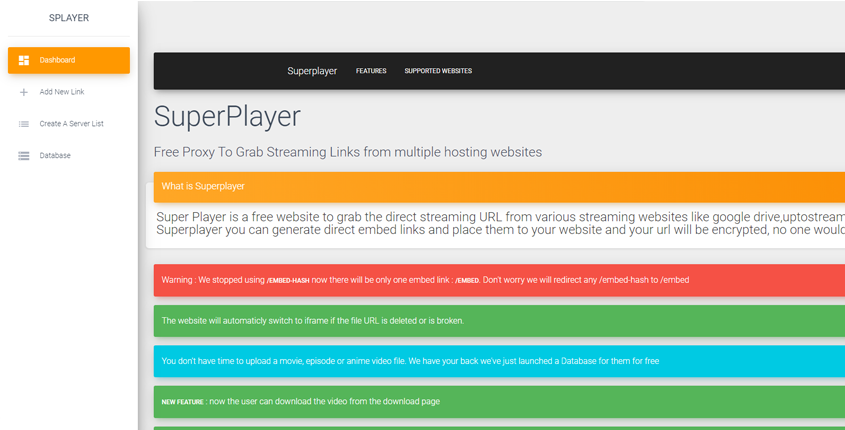 SPLAYER
Dashboard
Add New Link
Create A Server List
Database
Superplayer FEATURES SUPPORTED WEBSITES
SuperPlayer
Free Proxy To Grab Streaming Links from multiple hosting websites
What is Superplayer
Super Player is a free website to grab the direct streaming URL from various streaming websites like google drive,uptostream
Superplayer you can generate direct embed links and place them to your website and your url will be encrypted, no one would
Warning : We stopped using /EMBED-HASH now there will be only one embed link : /EMBED. Don't worry we will redirect any /embed-hash to /embed
The website will automaticly switch to iframe if the file URL is deleted or is broken.
You don't have time to upload a movie, episode or anime video file. We have your back we've just launched a Database for them for free
NEW FEATURE : now the user can download the video from the download page